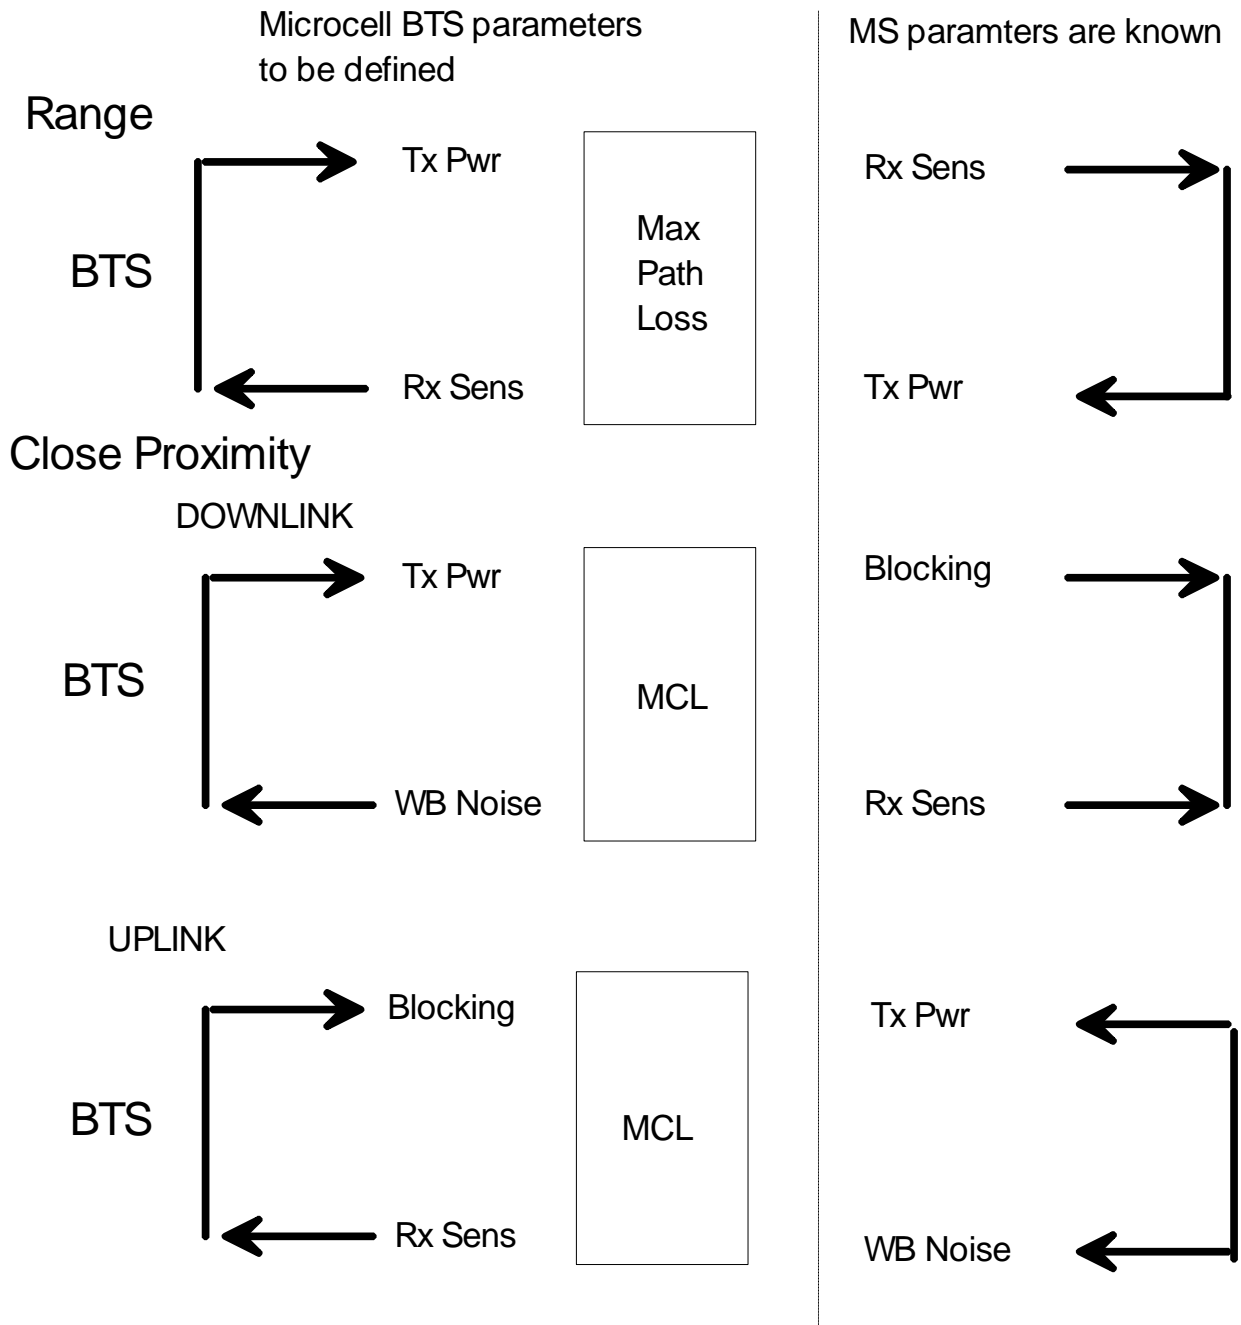 Microcell BTS parameters
to be defined
MS paramters are known
Range
Tx Pwr
Rx Sens
Max
Path
Loss
BTS
Rx Sens
Tx Pwr
Close Proximity
DOWNLINK
Tx Pwr
Blocking
BTS
MCL
WB Noise
Rx Sens
UPLINK
Blocking
Tx Pwr
BTS
MCL
Rx Sens
WB Noise